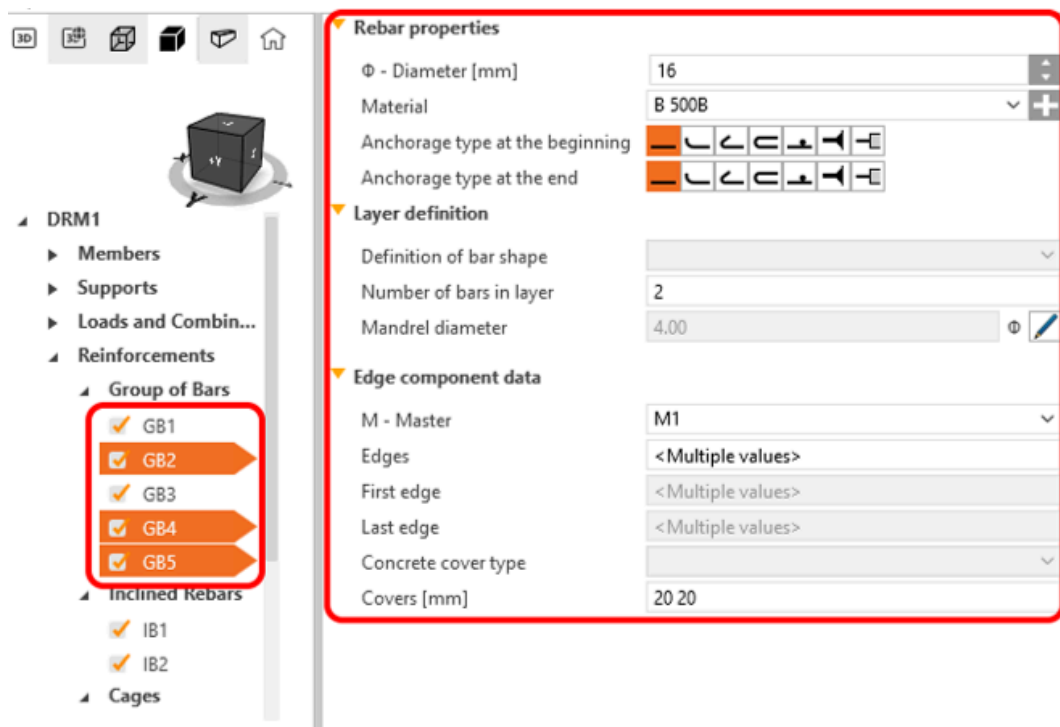 3D
DRM1
Members
Supports
Loads and Combin...
Reinforcements
Group of Bars
GB1
GB2
GB3
GB4
GB5
Inclined Rebars
IB1
IB2
Cages
Rebar properties
Φ - Diameter [mm] 16
Material B 500B
Anchorage type at the beginning
Anchorage type at the end
Layer definition
Definition of bar shape
Number of bars in layer 2
Mandrel diameter 4.00 Φ
Edge component data
M - Master M1
Edges <Multiple values>
First edge <Multiple values>
Last edge <Multiple values>
Concrete cover type
Covers [mm] 20 20